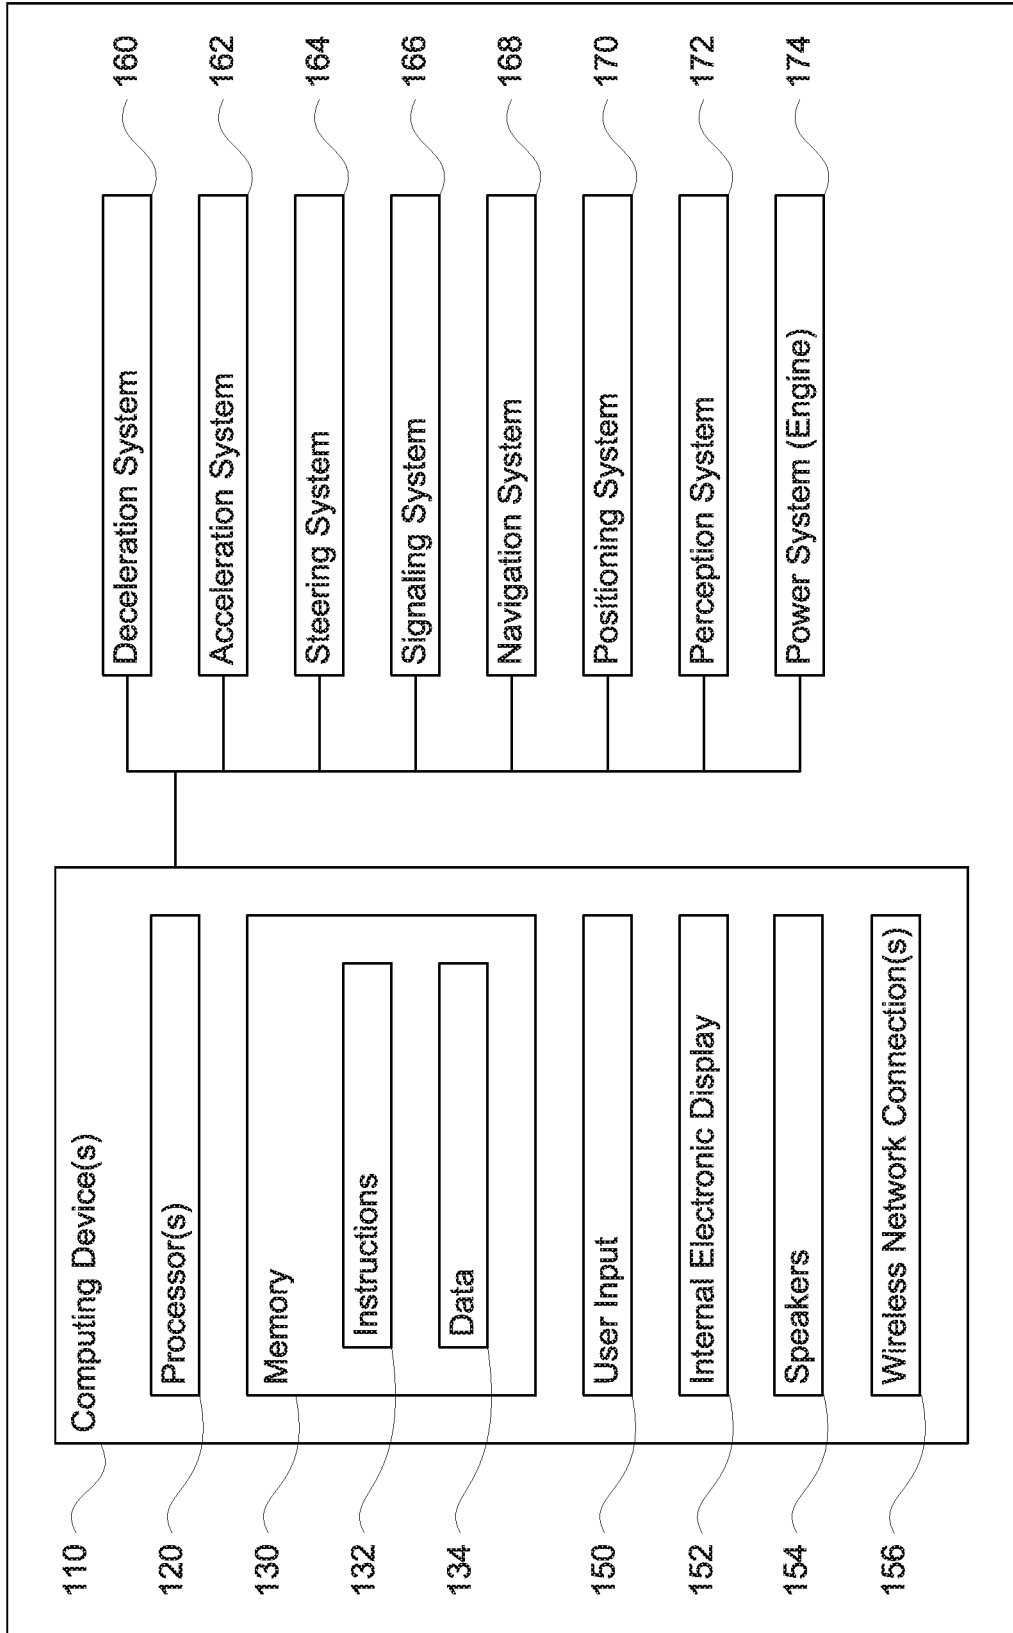 110
Computing Device(s)
120
Processor(s)
130
Memory
132
Instructions
134
Data
150
User Input
152
Internal Electronic Display
154
Speakers
156
Wireless Network Connection(s)
Deceleration System
160
Acceleration System
162
Steering System
164
Signaling System
166
Navigation System
168
Positioning System
170
Perception System
172
Power System (Engine)
174